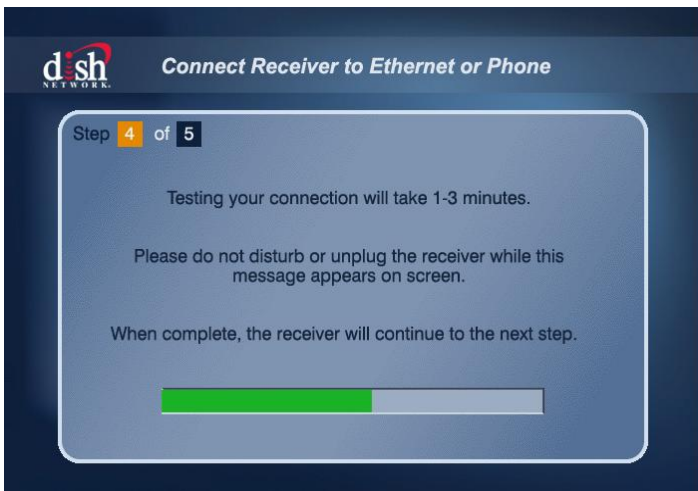 dish
NETWORK.
Connect Receiver to Ethernet or Phone
Step 4 of 5
Testing your connection will take 1-3 minutes.
Please do not disturb or unplug the receiver while this
message appears on screen.
When complete, the receiver will continue to the next step.